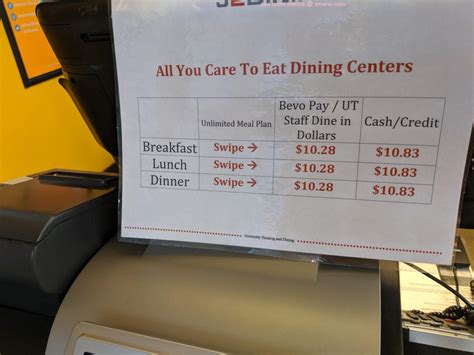 All You Care To Eat Dining Centers
Unlimited Meal Plan
Bevo Pay / UT
Staff Dine in
Dollars
Cash/Credit
Breakfast Swipe → $10.28 $10.83
Lunch Swipe → $10.28 $10.83
Dinner Swipe → $10.28 $10.83
University Housing and Dining